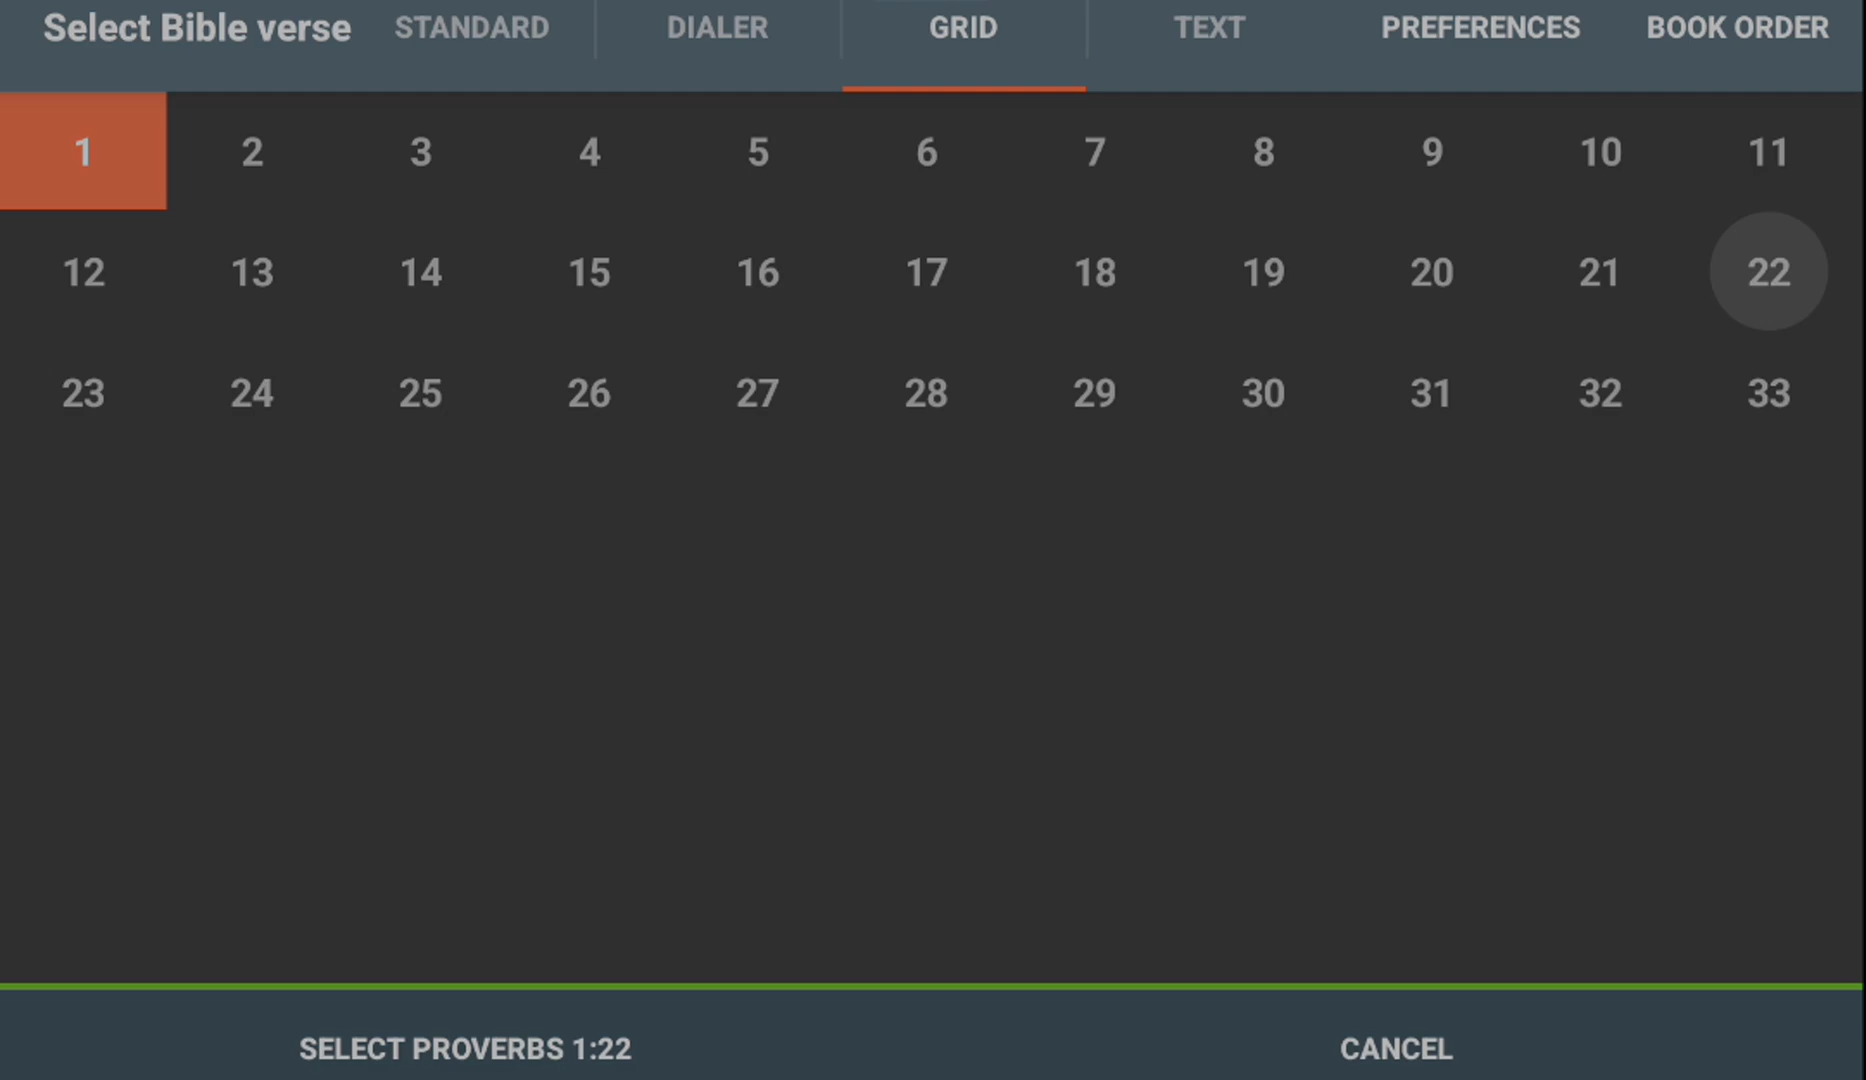 Select Bible verse STANDARD DIALER GRID TEXT PREFERENCES BOOK ORDER
1 2 3 4 5 6 7 8 9 10 11
12 13 14 15 16 17 18 19 20 21 22
23 24 25 26 27 28 29 30 31 32 33
SELECT PROVERBS 1:22 CANCEL